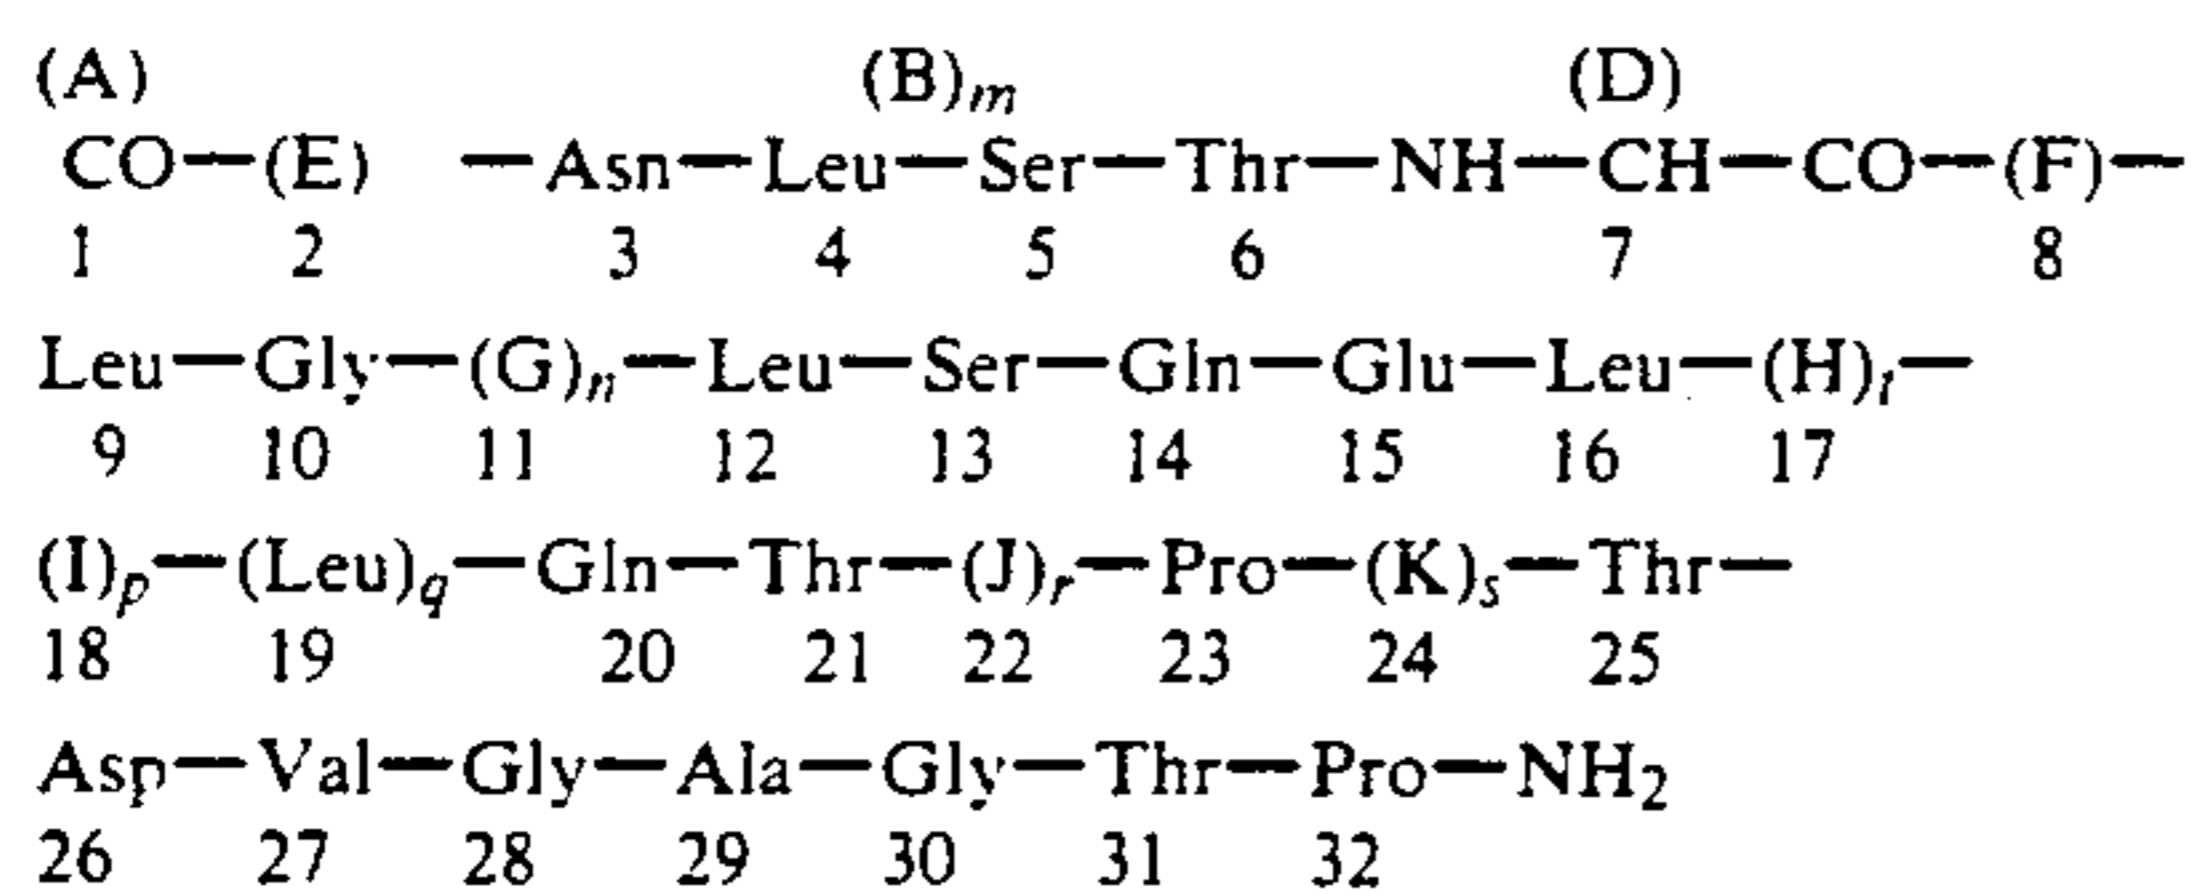 (A) (B)m (D)
CO—(E) —Asn—Leu—Ser—Thr—NH—CH—CO—(F)—
1 2 3 4 5 6 7 8
Leu—Gly—(G)n—Leu—Ser—Gln—Glu—Leu—(H)l—
9 10 11 12 13 14 15 16 17
(I)p—(Leu)q—Gln—Thr—(J)r—Pro—(K)s—Thr—
18 19 20 21 22 23 24 25
Asp—Val—Gly—Ala—Gly—Thr—Pro—NH2
26 27 28 29 30 31 32